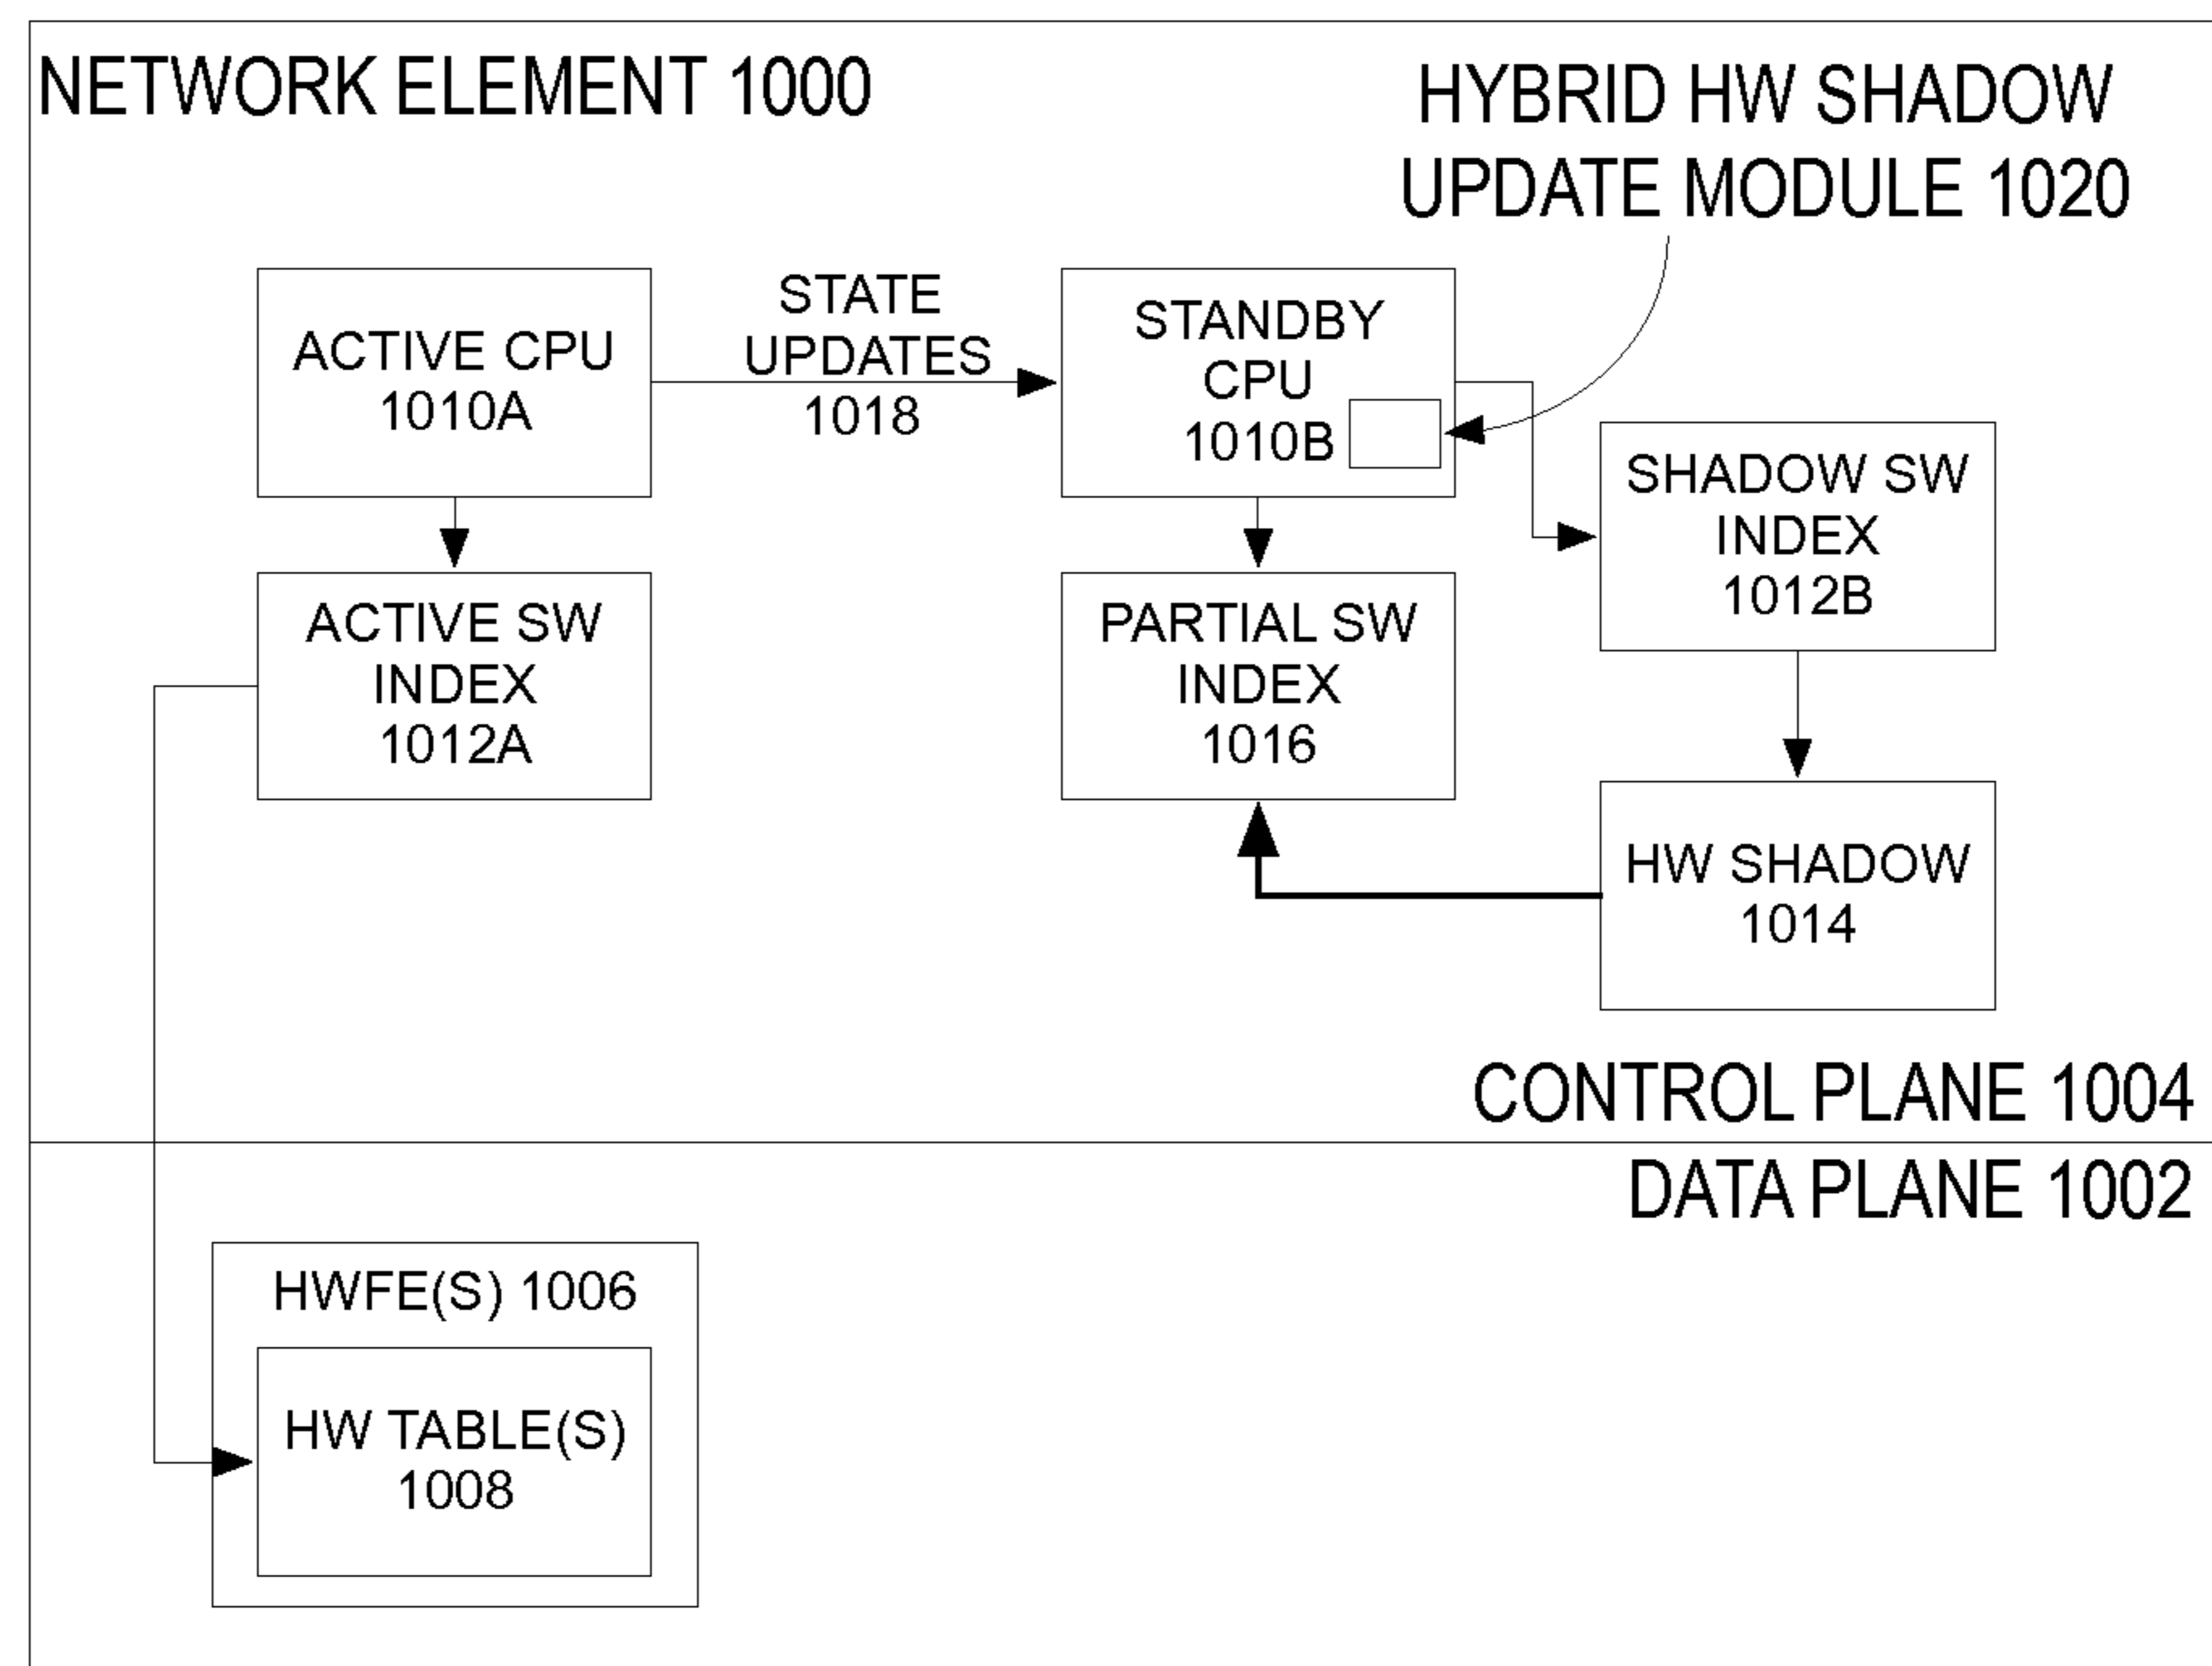 NETWORK ELEMENT 1000
HYBRID HW SHADOW
UPDATE MODULE 1020
ACTIVE CPU
1010A
STATE
UPDATES
1018
STANDBY
CPU
1010B
SHADOW SW
INDEX
1012B
ACTIVE SW
INDEX
1012A
PARTIAL SW
INDEX
1016
HW SHADOW
1014
CONTROL PLANE 1004
DATA PLANE 1002
HWFE(S) 1006
HW TABLE(S)
1008